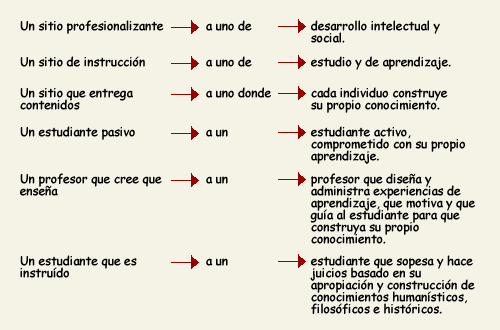 Un sitio profesionalizante a uno de desarrollo intelectual y
social.
Un sitio de instrucción a uno de estudio y de aprendizaje.
Un sitio que entrega a uno donde cada individuo construye
contenidos su propio conocimiento.
Un estudiante pasivo a un estudiante activo,
comprometido con su propio
aprendizaje.
Un profesor que cree que a un profesor que diseña y
enseña administra experiencias de
aprendizaje, que motiva y que
guía al estudiante para que
construya su propio
conocimiento.
Un estudiante que es a un estudiante que sopesa y hace
instruído juicios basado en su
apropiación y construcción de
conocimientos humanísticos,
filosóficos e históricos.